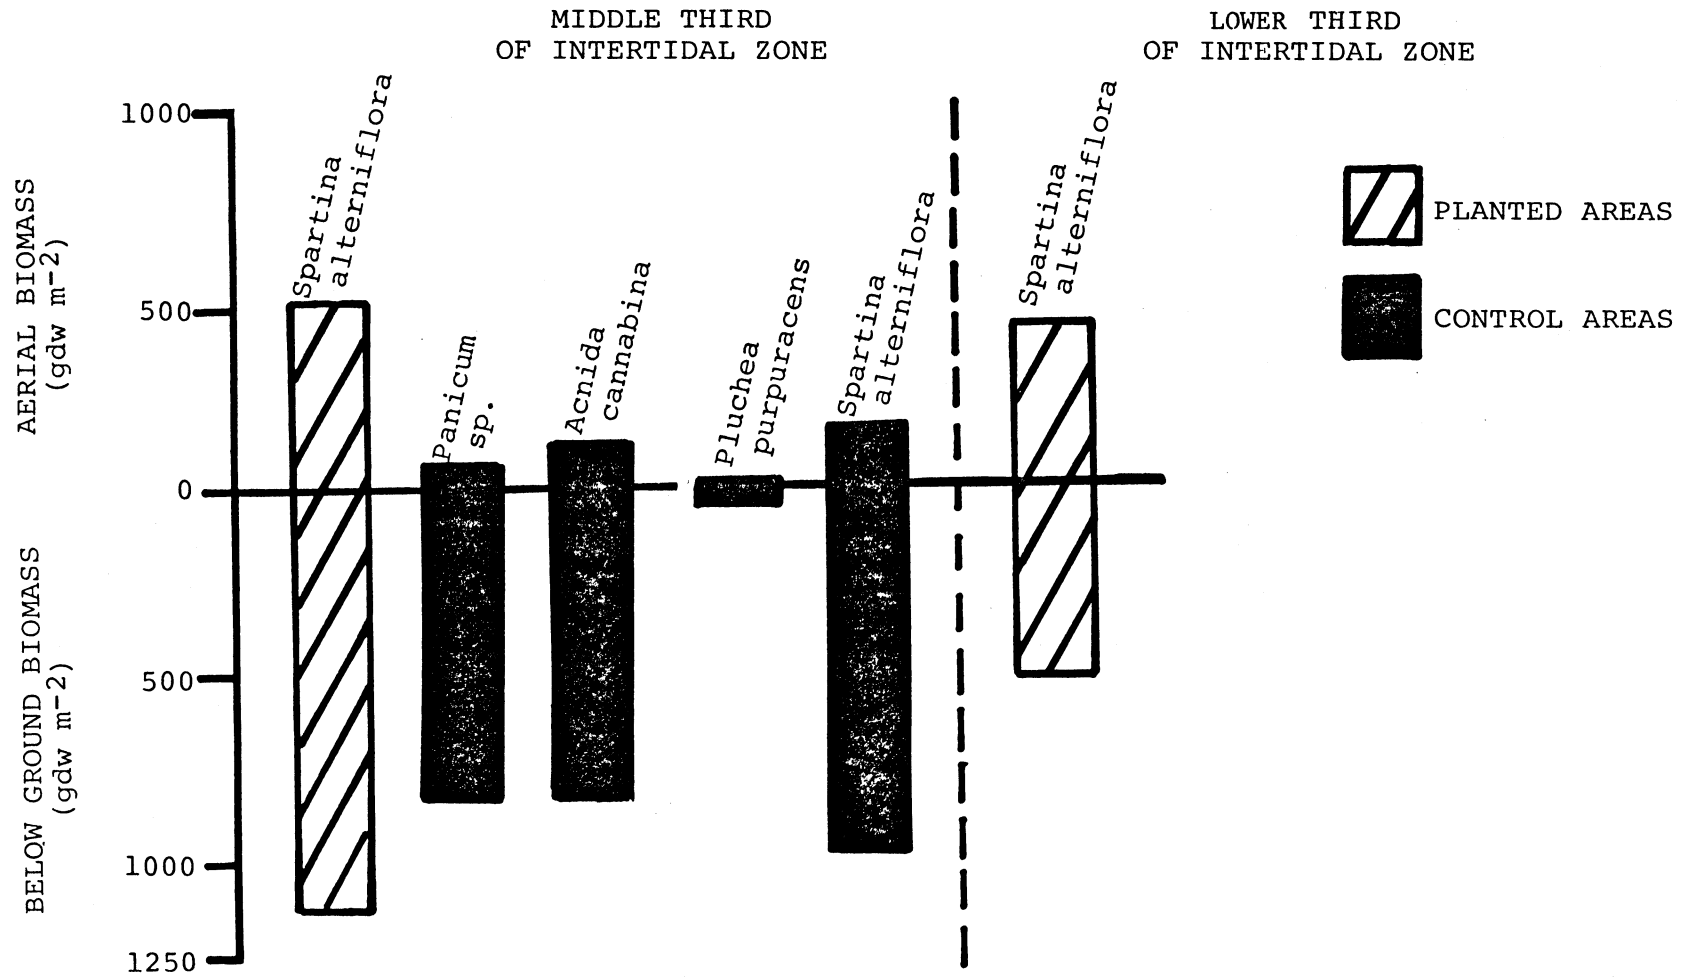 MIDDLE THIRD
OF INTERTIDAL ZONE
LOWER THIRD
OF INTERTIDAL ZONE
AERIAL BIOMASS
(gdw m-2)
BELOW GROUND BIOMASS
(gdw m-2)
1000
500
0
500
1000
1250
Spartina
alterniflora
Panicum
sp.
Acnida
cannabina
Pluchea
purpuracens
Spartina
alterniflora
Spartina
alterniflora
PLANTED AREAS
CONTROL AREAS